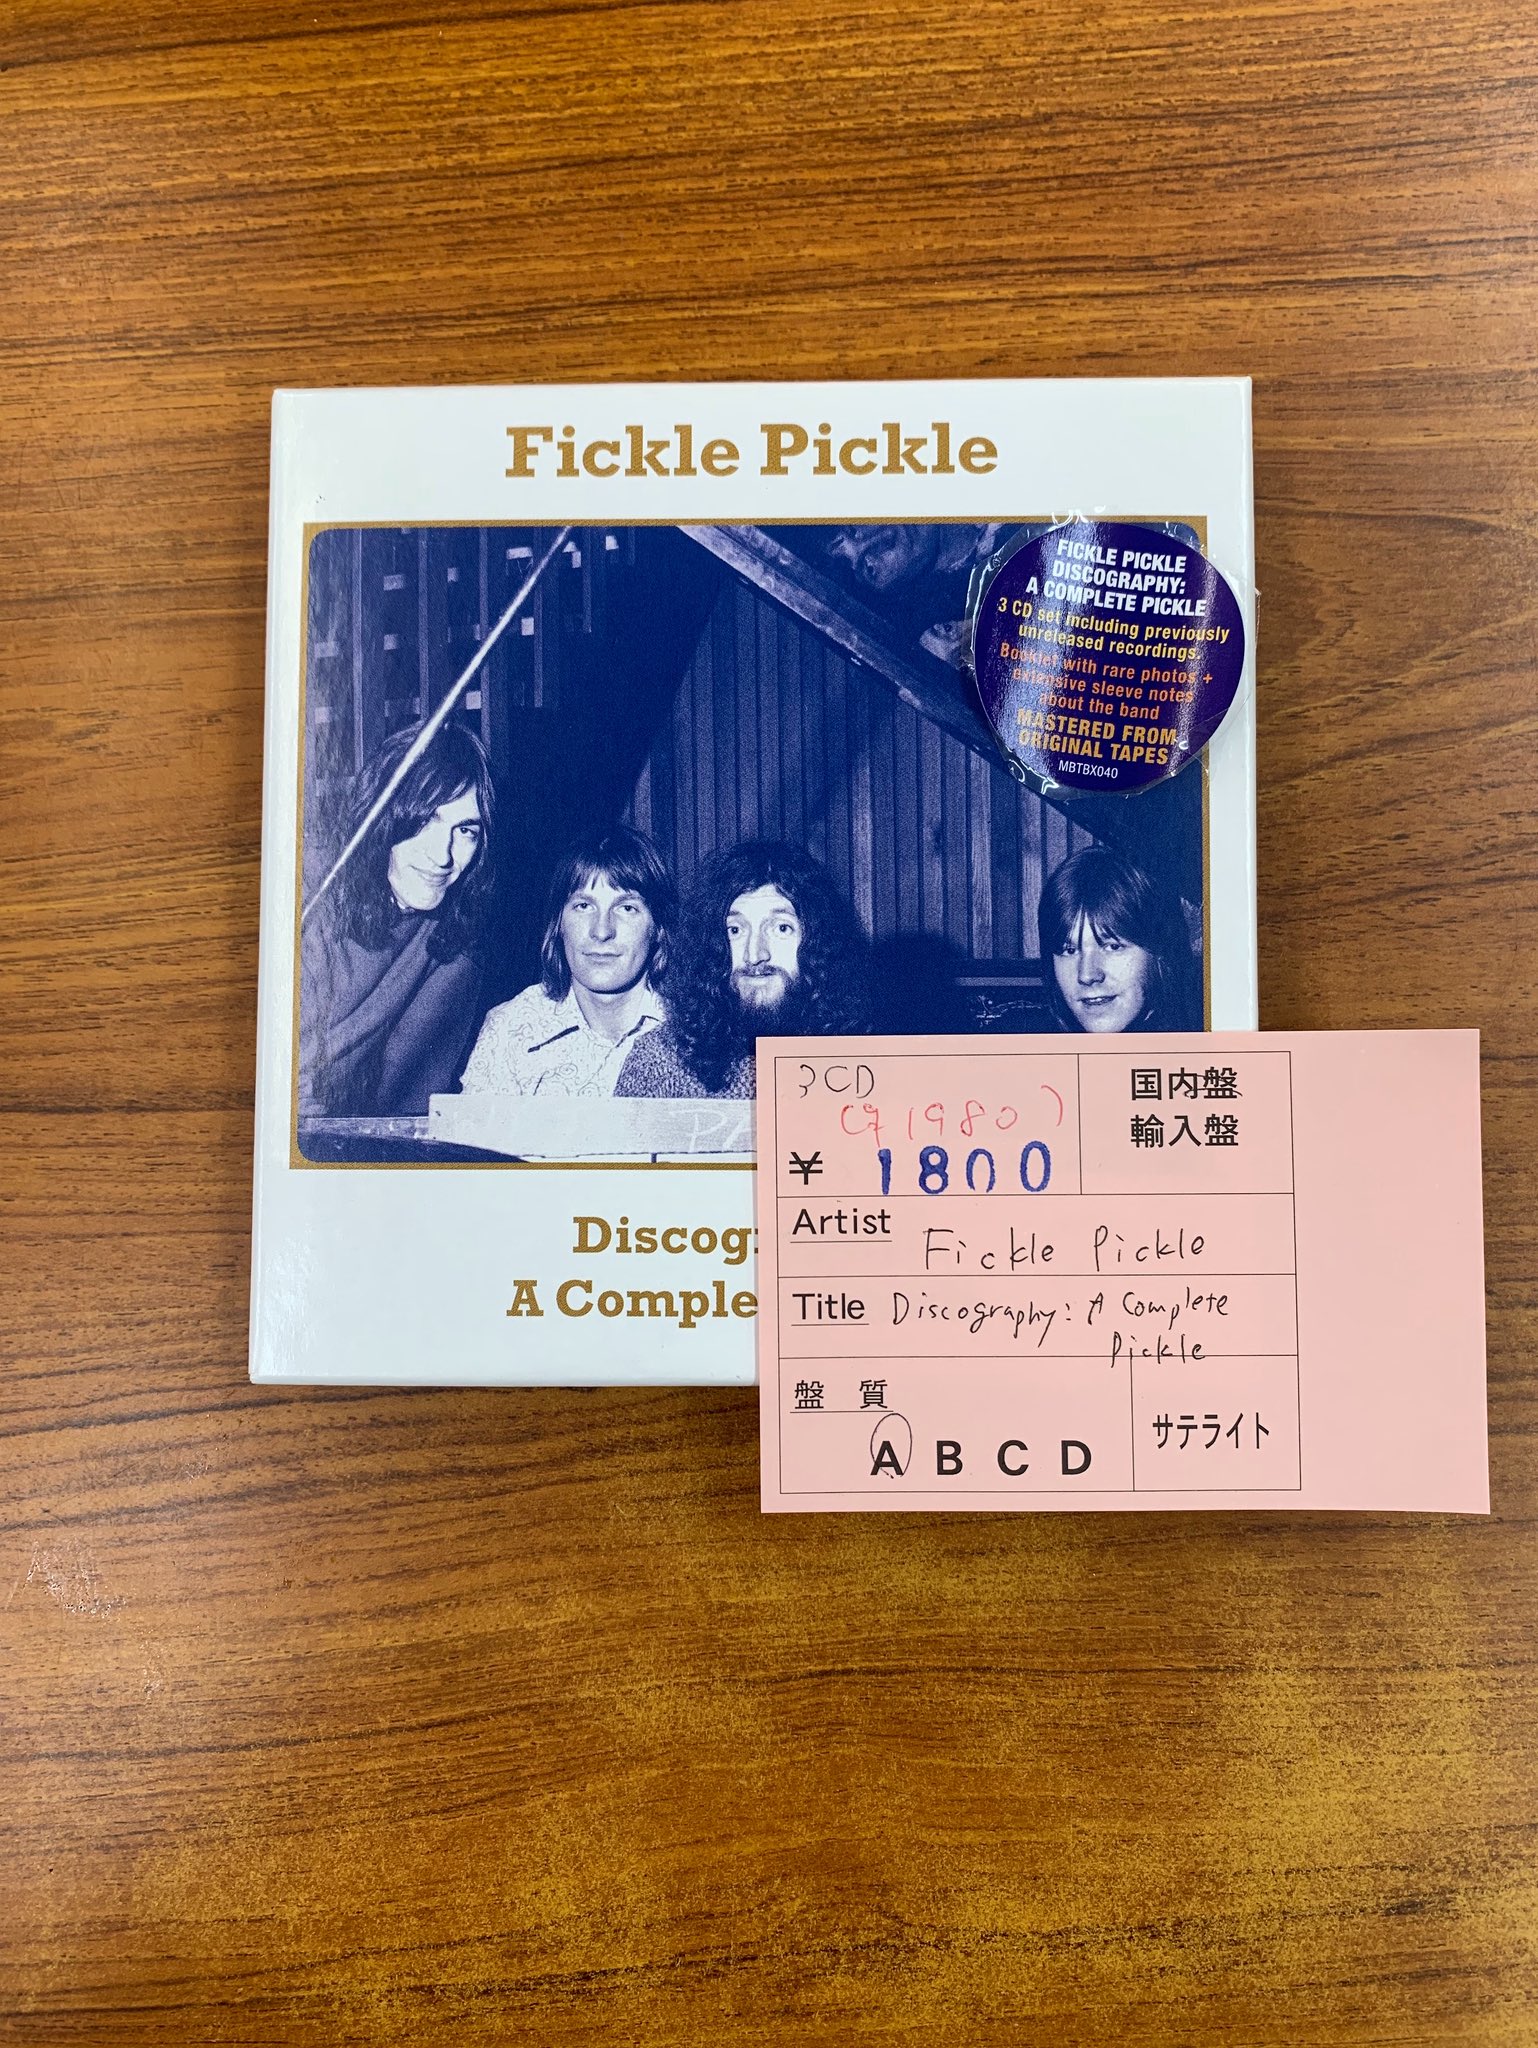 Fickle Pickle
FICKLE PICKLE
DISCOGRAPHY:
A COMPLETE PICKLE
3 CD set including previously
unreleased recordings.
Booklet with rare photos +
extensive sleeve notes
about the band
MASTERED FROM
ORIGINAL TAPES
MBTBX040
Discog
A Comple
3CD
国内盤
輸入盤
1980)
¥ 1800
Artist Fickle Pickle
Title Discography: A Complete
Pickle
盤 質
A B C D
サテライト